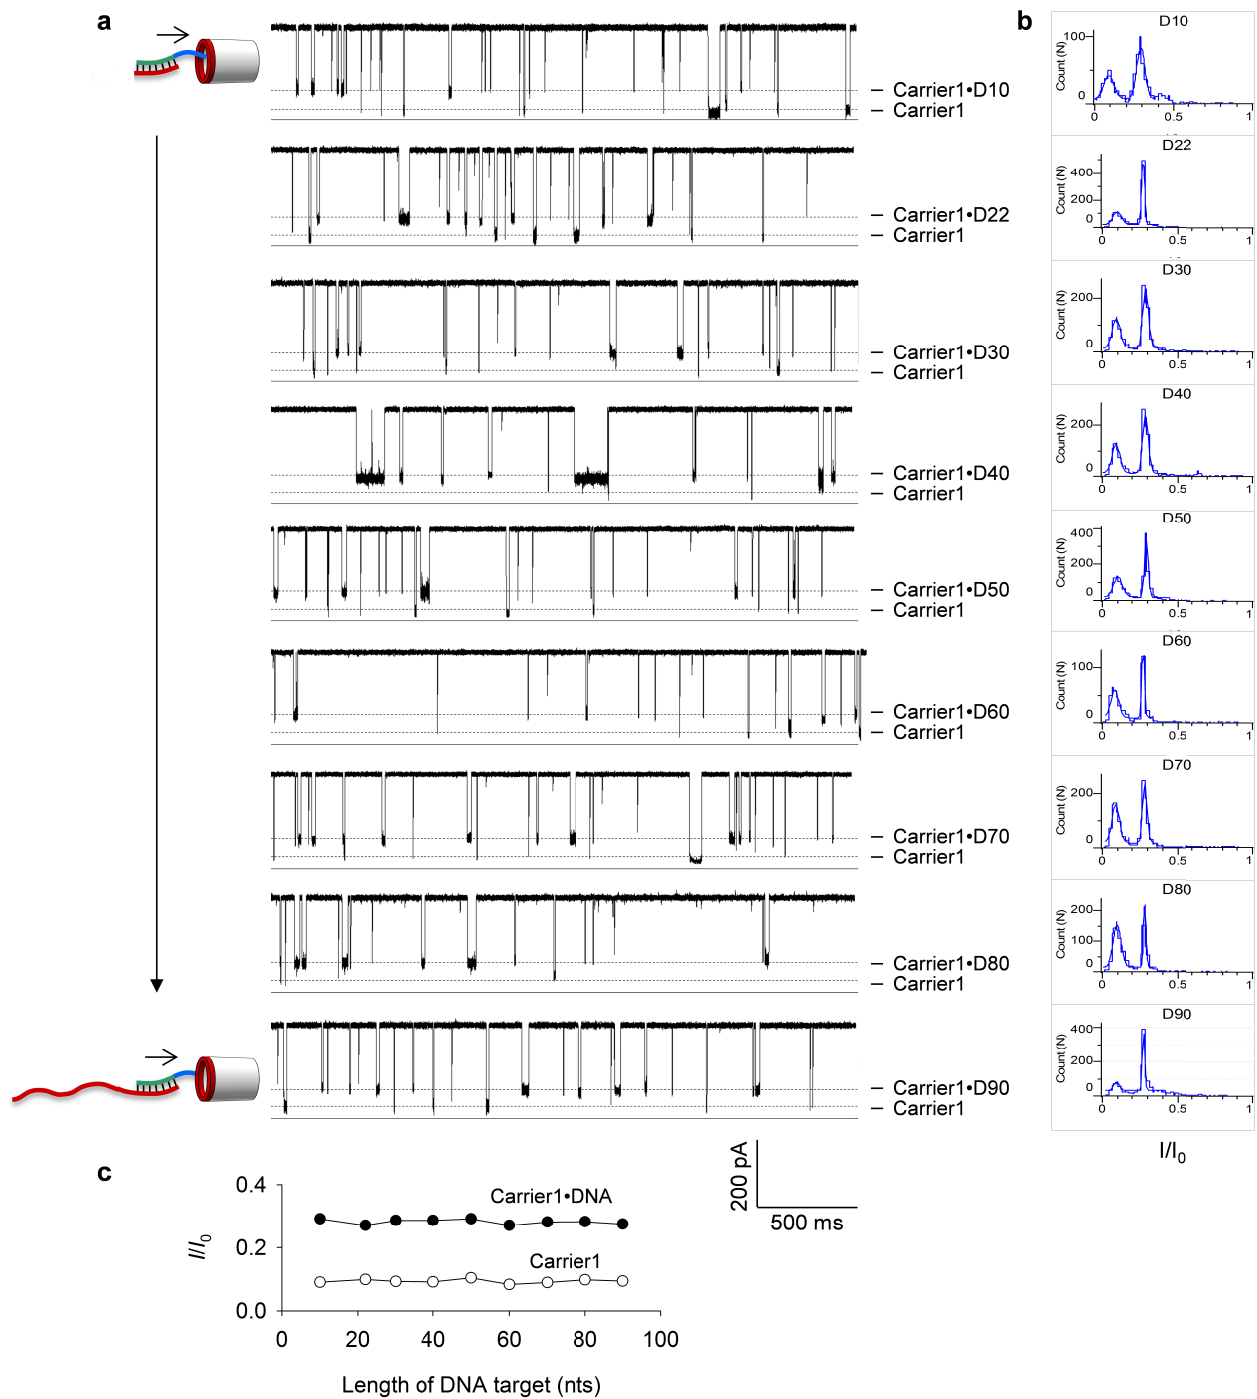 a
b
Carrier1•D10
Carrier1
Carrier1•D22
Carrier1
Carrier1•D30
Carrier1
Carrier1•D40
Carrier1
Carrier1•D50
Carrier1
Carrier1•D60
Carrier1
Carrier1•D70
Carrier1
Carrier1•D80
Carrier1
Carrier1•D90
Carrier1
D10
Count (N)
100
0
0 0.5 1
D22
Count (N)
400
200
0
0 0.5 1
D30
Count (N)
200
0
0 0.5 1
D40
Count (N)
200
0
0 0.5 1
D50
Count (N)
400
200
0
0 0.5 1
D60
Count (N)
100
0
0 0.5 1
D70
Count (N)
200
0
0 0.5 1
D80
Count (N)
200
100
0
0 0.5 1
D90
Count (N)
400
200
0
0 0.5 1
I/I0
200 pA
500 ms
c
I/I0
0.4
0.2
0.0
Carrier1•DNA
Carrier1
0 20 40 60 80 100
Length of DNA target (nts)